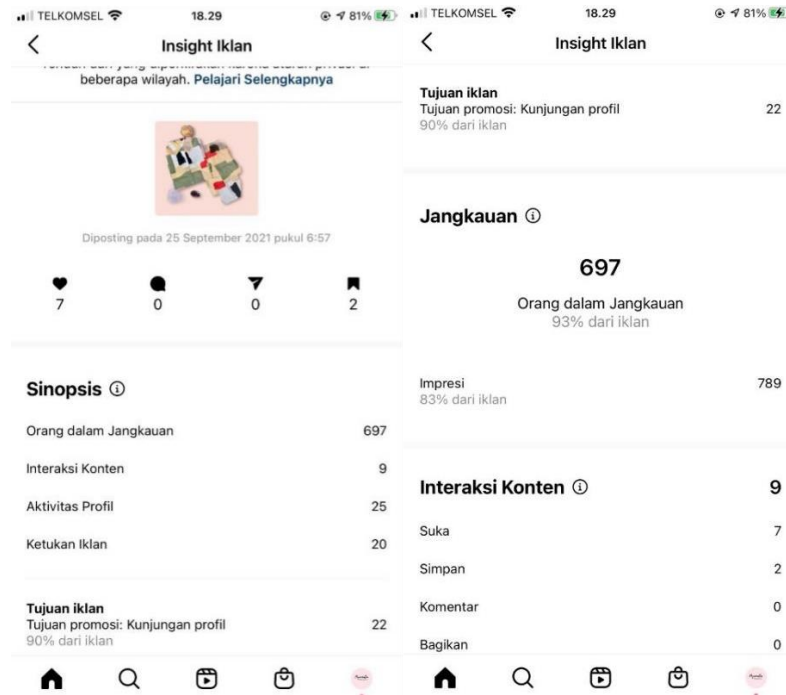 TELKOMSEL 18.29 81%
Insight Iklan
beberapa wilayah. Pelajari Selengkapnya
Diposting pada 25 September 2021 pukul 6:57
7 0 0 2
Sinopsis
Orang dalam Jangkauan 697
Interaksi Konten 9
Aktivitas Profil 25
Ketukan Iklan 20
Tujuan iklan
Tujuan promosi: Kunjungan profil 22
90% dari iklan
TELKOMSEL 18.29 81%
Insight Iklan
Tujuan iklan
Tujuan promosi: Kunjungan profil 22
90% dari iklan
Jangkauan
697
Orang dalam Jangkauan
93% dari iklan
Impresi 789
83% dari iklan
Interaksi Konten 9
Suka 7
Simpan 2
Komentar 0
Bagikan 0